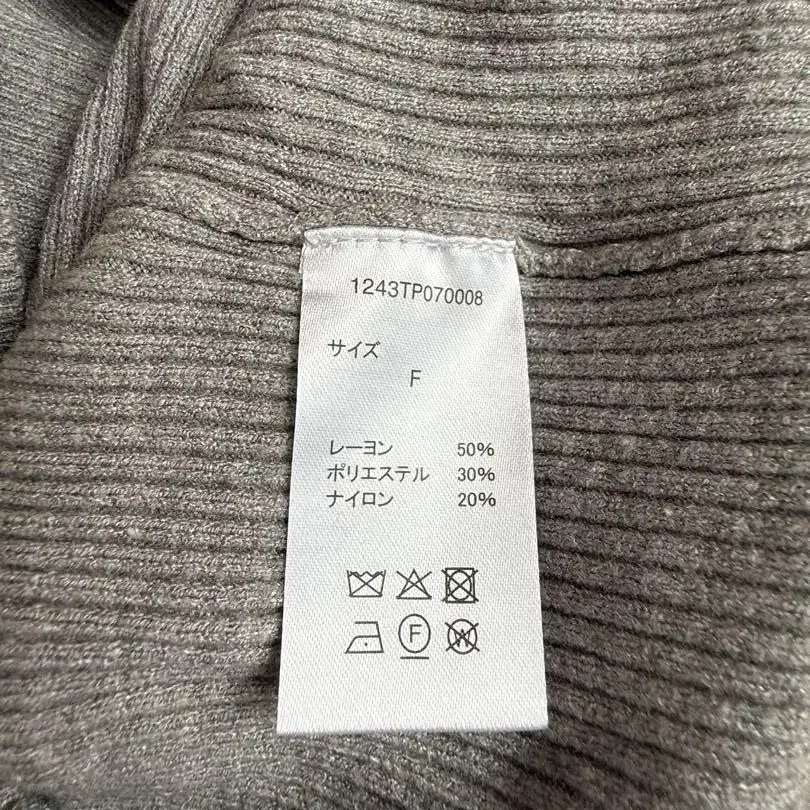 1243TP070008
サイズ
F
レーヨン 50%
ポリエステル 30%
ナイロン 20%
F W